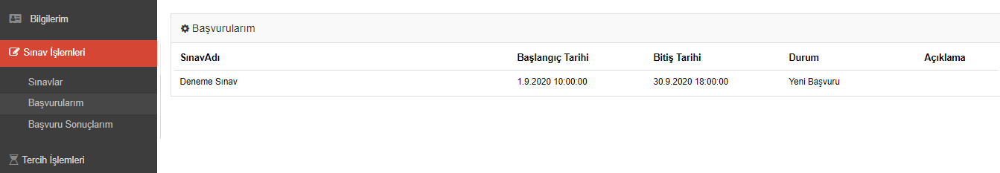 Bilgilerim
Sınav İşlemleri
Sınavlar
Başvurularım
Başvuru Sonuçlarım
Tercih İşlemleri
Başvurularım
SınavAdı Başlangıç Tarihi Bitiş Tarihi Durum Açıklama
Deneme Sınav 1.9.2020 10:00:00 30.9.2020 18:00:00 Yeni Başvuru